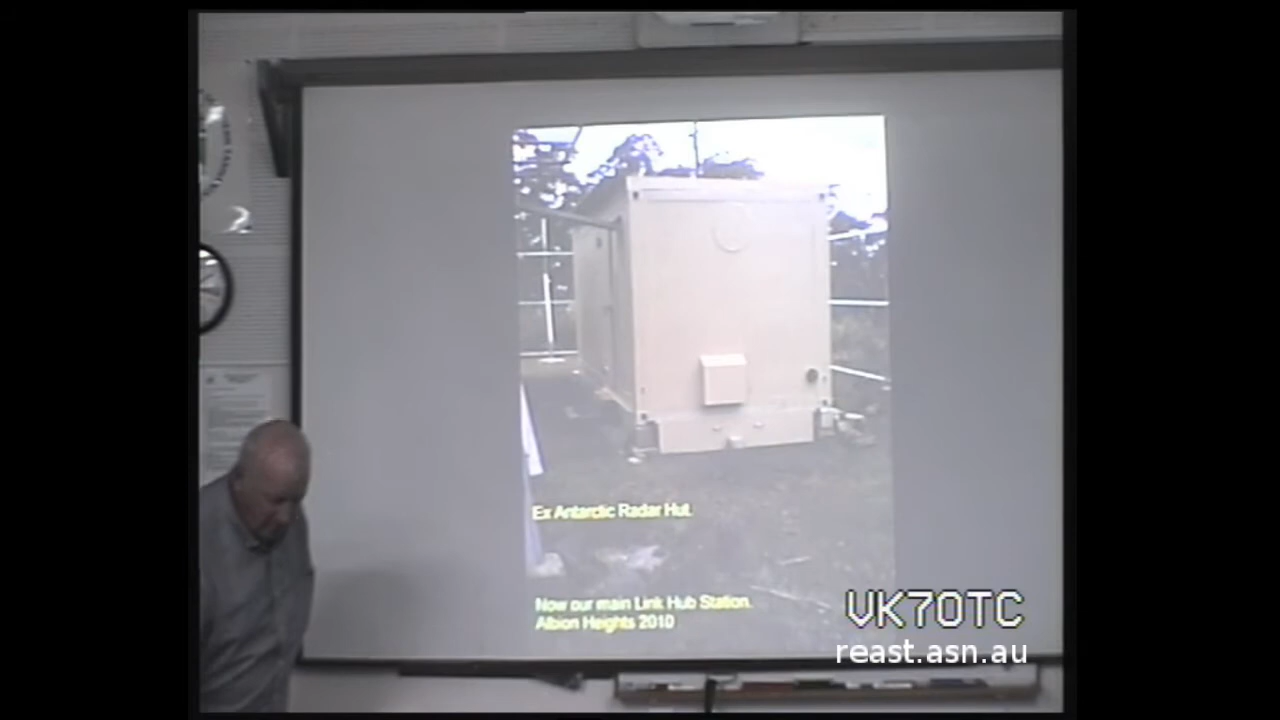 Ex Antarctic Radar Hut.
Now our main Link Hub Station.
Albion Heights 2010
VK7OTC
reast.asn.au